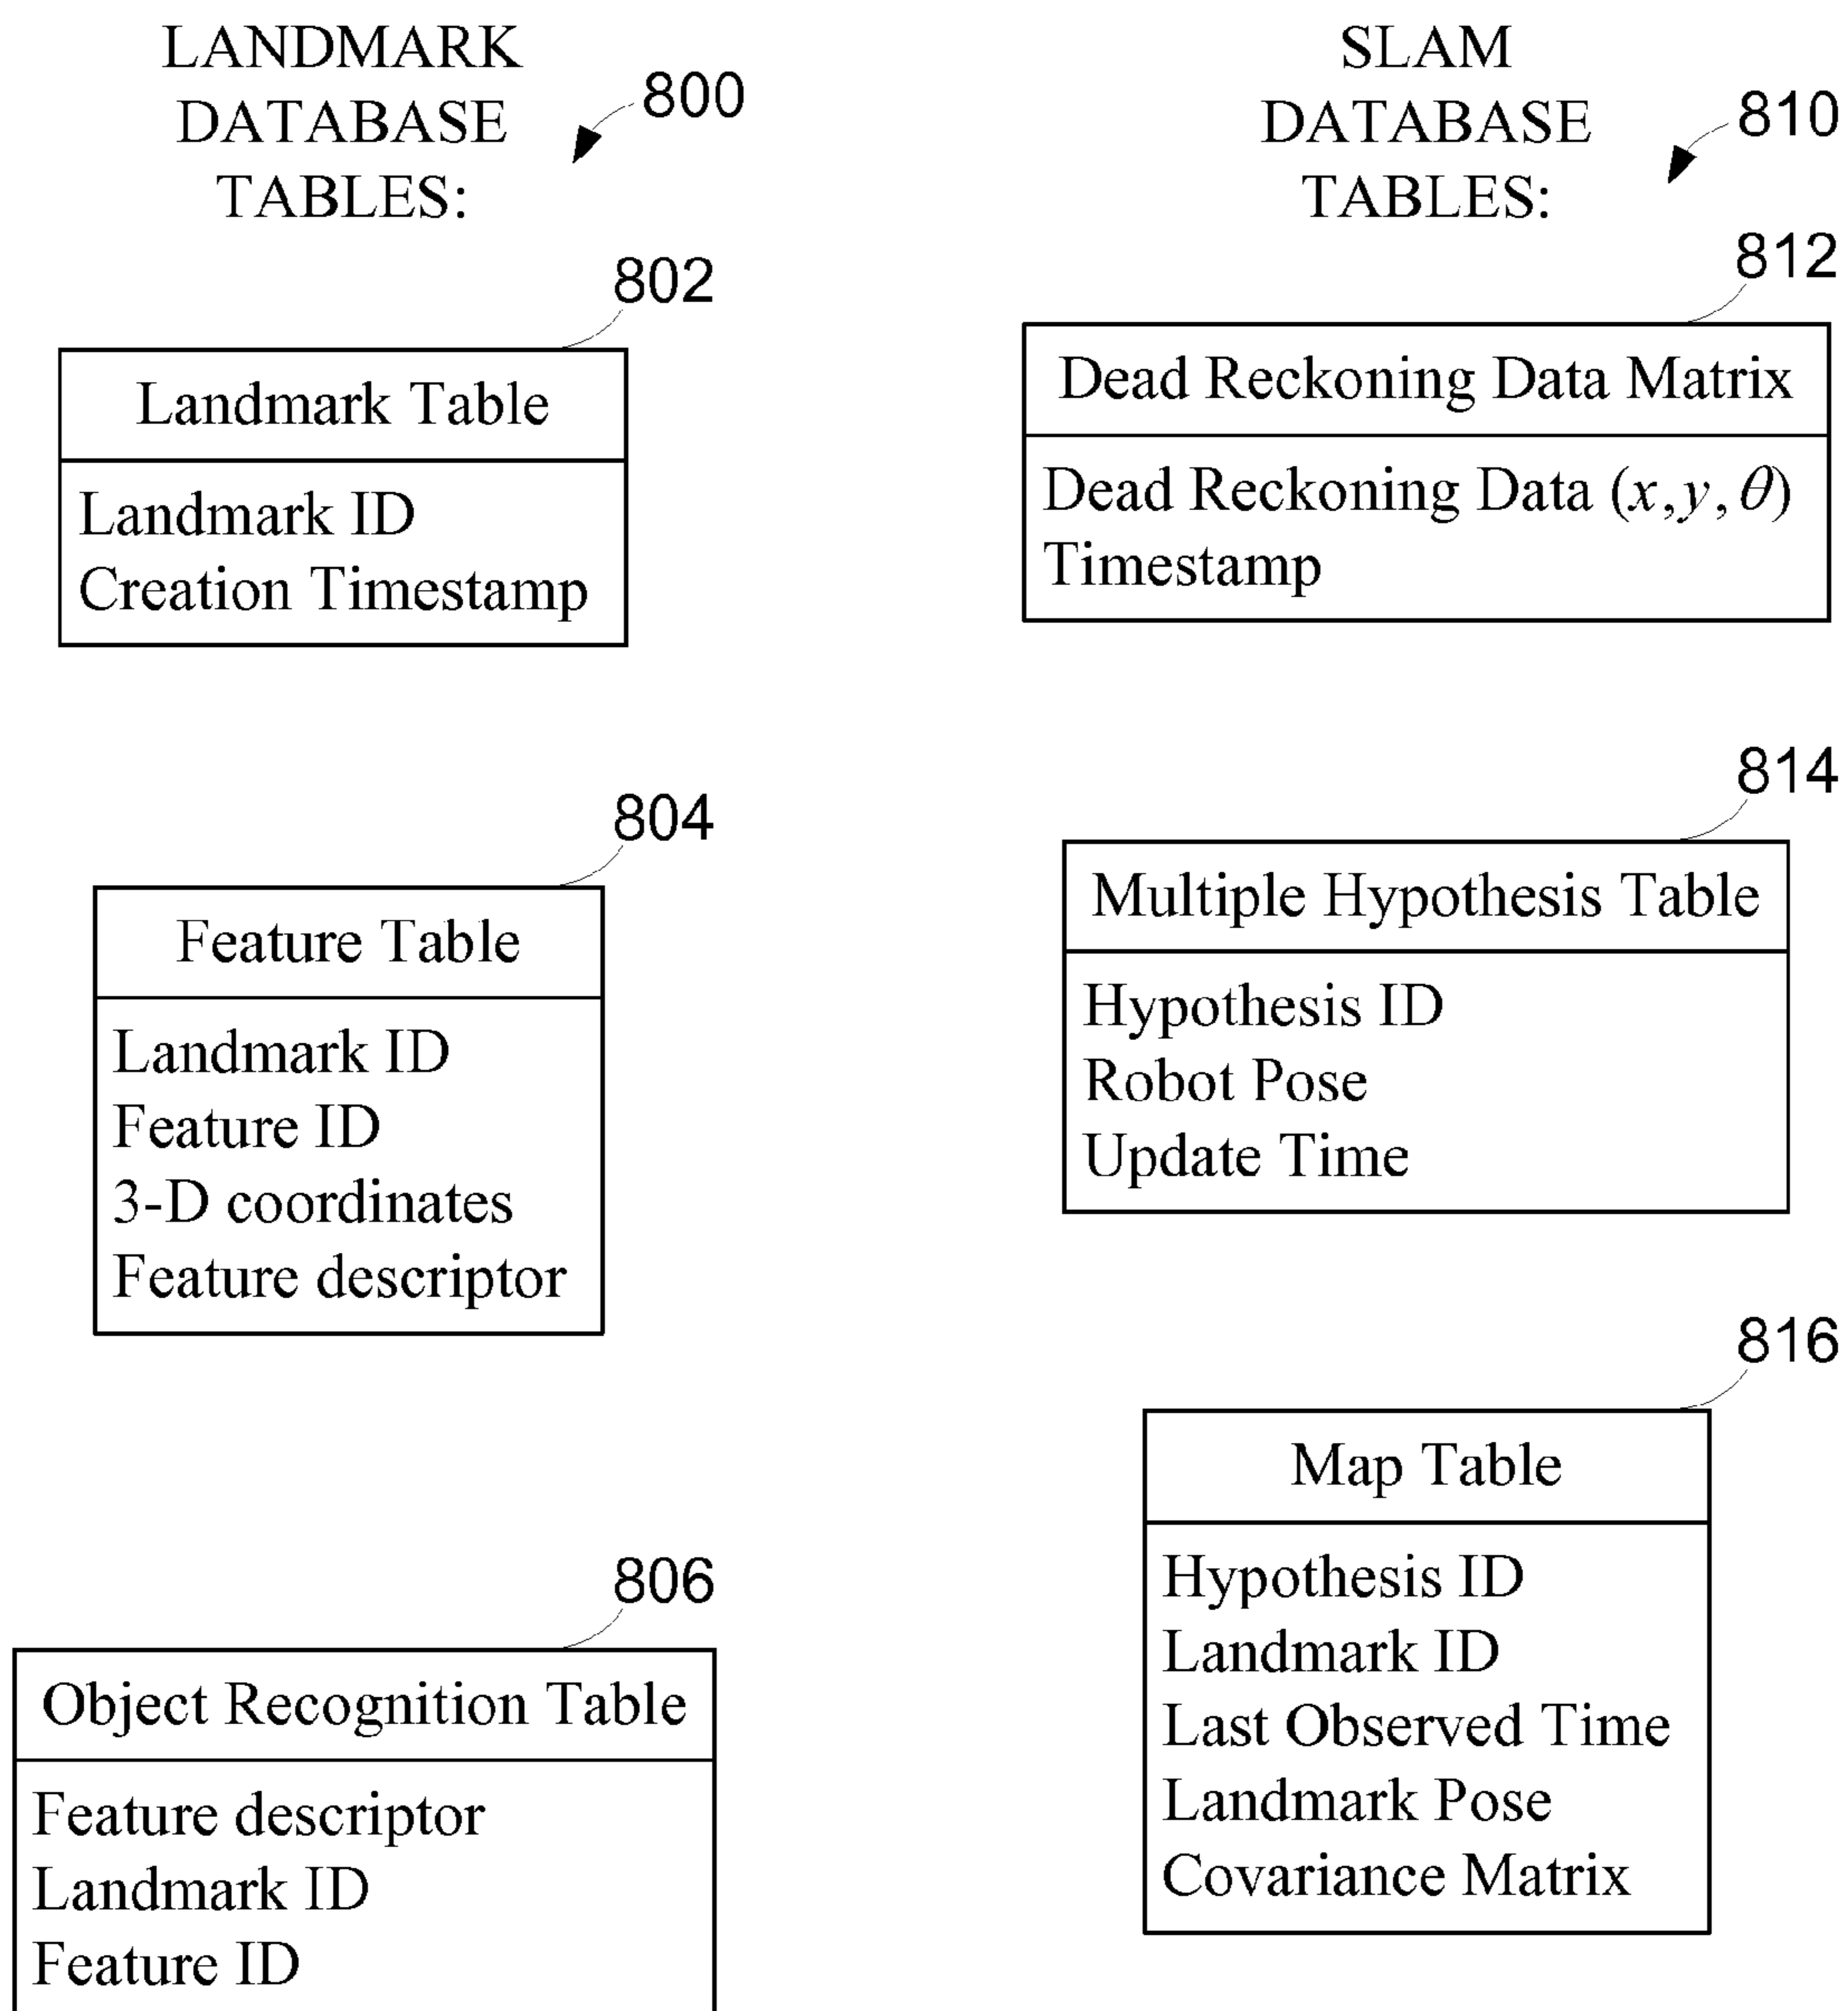 LANDMARK
DATABASE
TABLES:
800
802
Landmark Table
Landmark ID
Creation Timestamp
804
Feature Table
Landmark ID
Feature ID
3-D coordinates
Feature descriptor
806
Object Recognition Table
Feature descriptor
Landmark ID
Feature ID
SLAM
DATABASE
TABLES:
810
812
Dead Reckoning Data Matrix
Dead Reckoning Data (x,y,θ)
Timestamp
814
Multiple Hypothesis Table
Hypothesis ID
Robot Pose
Update Time
816
Map Table
Hypothesis ID
Landmark ID
Last Observed Time
Landmark Pose
Covariance Matrix